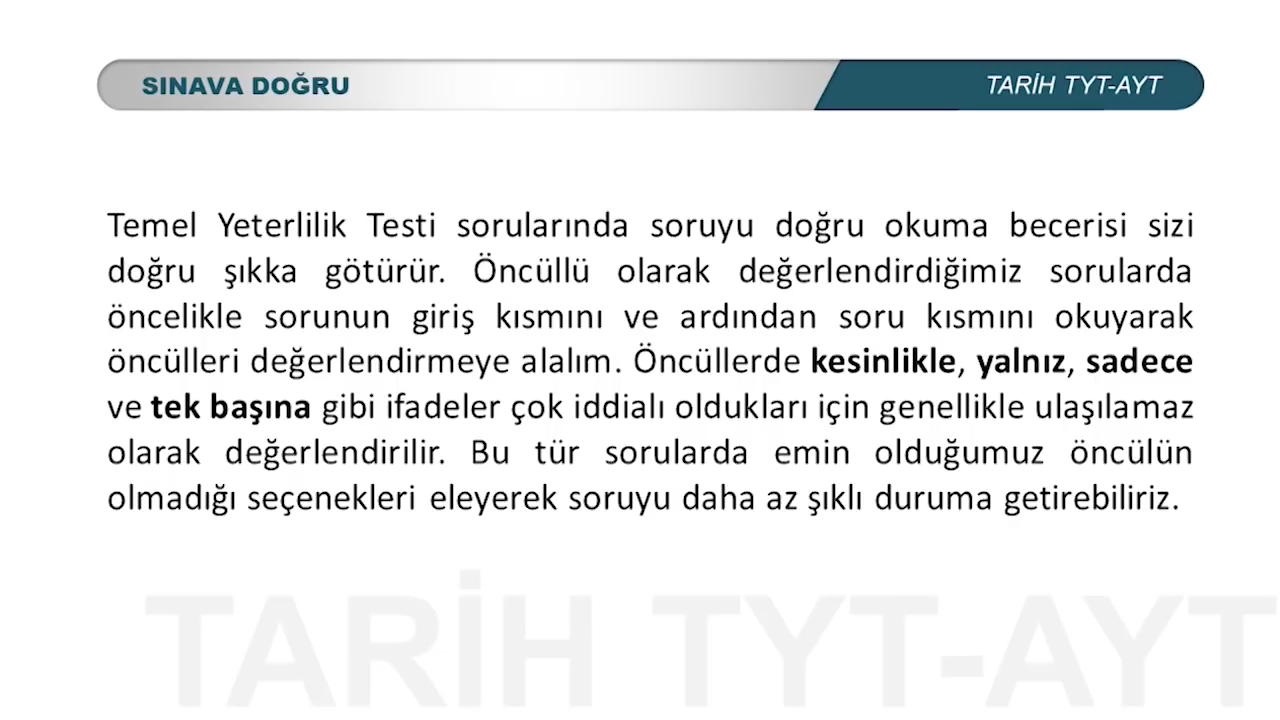 SINAVA DOĞRU
TARİH TYT-AYT
Temel Yeterlilik Testi sorularında soruyu doğru okuma becerisi sizi
doğru şıkka götürür. Öncüllü olarak değerlendirdiğimiz sorularda
öncelikle sorunun giriş kısmını ve ardından soru kısmını okuyarak
öncülleri değerlendirmeye alalım. Öncüllerde kesinlikle, yalnız, sadece
ve tek başına gibi ifadeler çok iddialı oldukları için genellikle ulaşılamaz
olarak değerlendirilir. Bu tür sorularda emin olduğumuz öncülün
olmadığı seçenekleri eleyerek soruyu daha az şıklı duruma getirebiliriz.
TARİH TYT-AYT